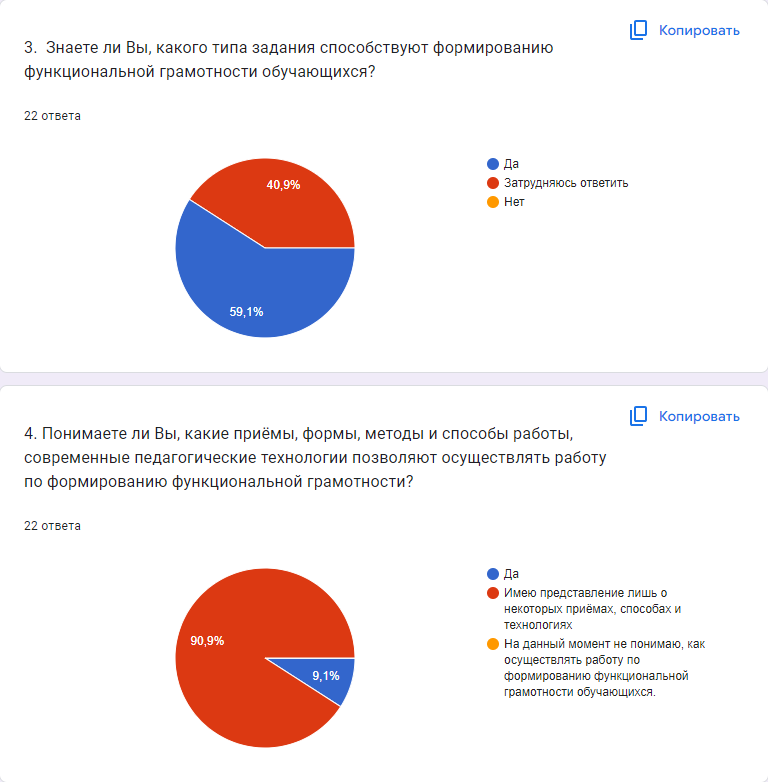 Копировать
3.  Знаете ли Вы, какого типа задания способствуют формированию
функциональной грамотности обучающихся?
22 ответа
Да
Затрудняюсь ответить
Нет
40,9%
59,1%
Копировать
4. Понимаете ли Вы, какие приёмы, формы, методы и способы работы,
современные педагогические технологии позволяют осуществлять работу
по формированию функциональной грамотности?
22 ответа
Да
Имею представление лишь о
некоторых приёмах, способах и
технологиях
На данный момент не понимаю, как
осуществлять работу по
формированию функциональной
грамотности обучающихся.
90,9%
9,1%